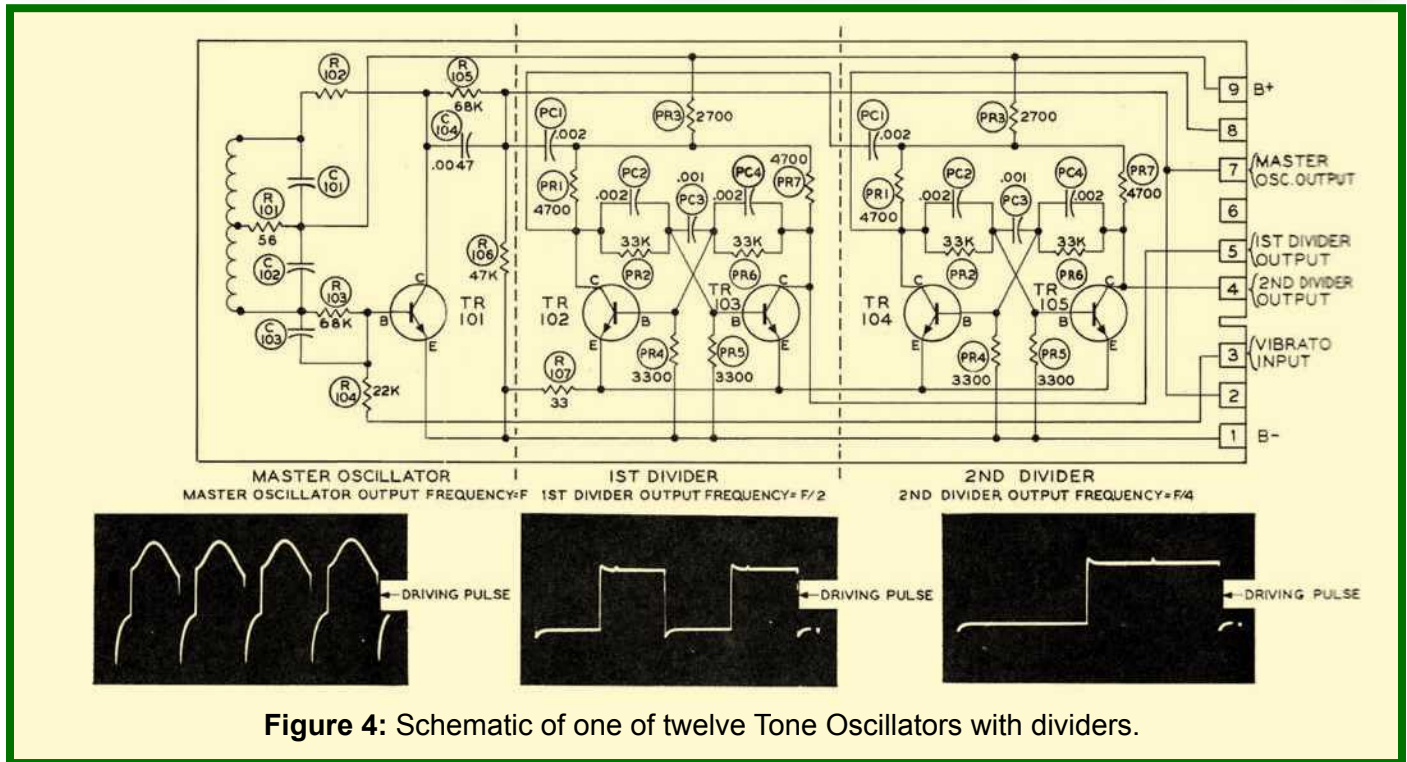 R 102
R 105
68K
C 104
.0047
C 101
R 101
56
C 102
R 103
68K
C 103
R 104
22K
R 106
47K
C
B
E
TR 101
PC1
.002
PR3
2700
PC2
.002
.001
PC3
PC4
.002
4700
PR7
PR1
4700
33K
PR2
33K
PR6
C
TR 102
B
E
TR 103
C
B
E
PR4
3300
PR5
3300
R 107
33
PC1
.002
PR3
2700
PC2
.002
.001
PC3
PC4
.002
PR7
4700
PR1
4700
33K
PR2
33K
PR6
C
TR 104
B
E
TR 105
C
B
E
PR4
3300
PR5
3300
9 B+
8
7 MASTER OSC. OUTPUT
6
5 1ST DIVIDER OUTPUT
4 2ND DIVIDER OUTPUT
3 VIBRATO INPUT
2
1 B-
MASTER OSCILLATOR
MASTER OSCILLATOR OUTPUT FREQUENCY=F
1ST DIVIDER
1ST DIVIDER OUTPUT FREQUENCY= F/2
2ND DIVIDER
2ND DIVIDER OUTPUT FREQUENCY= F/4
DRIVING PULSE
DRIVING PULSE
DRIVING PULSE
Figure 4: Schematic of one of twelve Tone Oscillators with dividers.